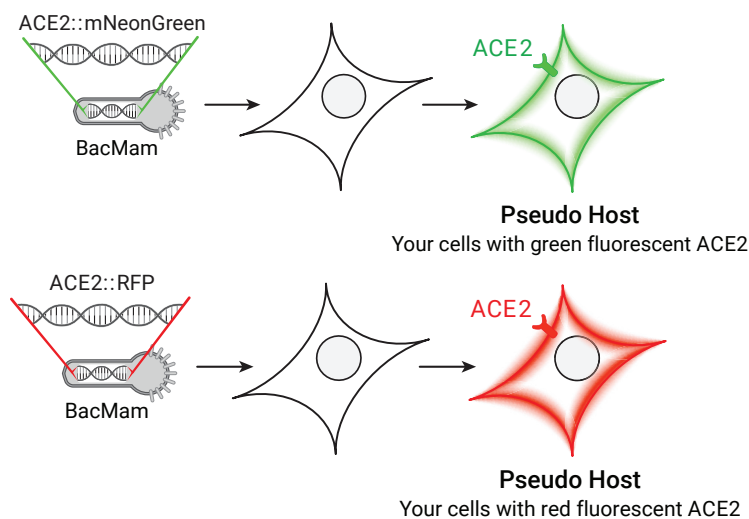 ACE2::mNeonGreen
BacMam
ACE2
Pseudo Host
Your cells with green fluorescent ACE2
ACE2::RFP
BacMam
ACE2
Pseudo Host
Your cells with red fluorescent ACE2